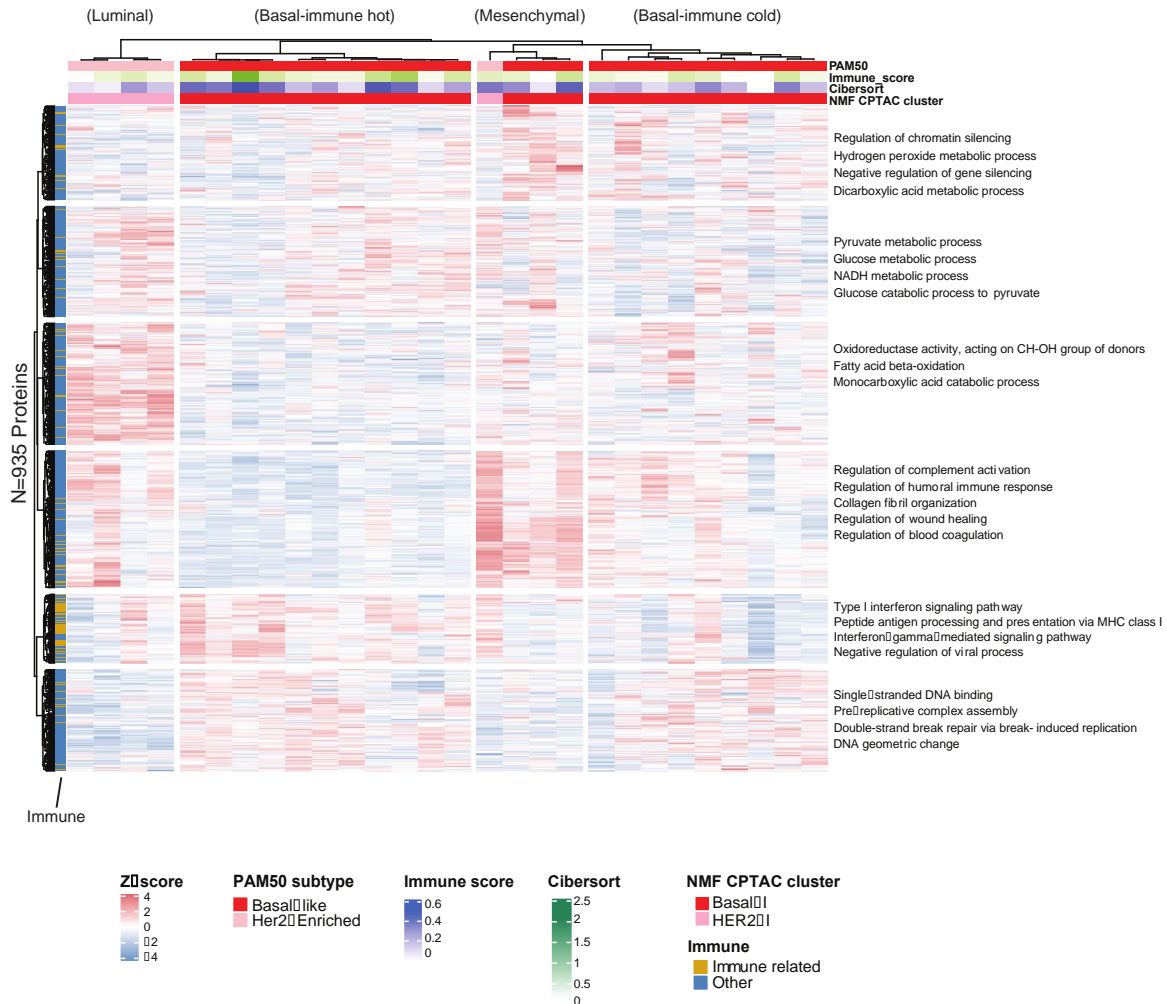 (Luminal) (Basal-immune hot) (Mesenchymal) (Basal-immune cold)
PAM50
Immune_score
Cibersort
NMF CPTAC cluster
N=935 Proteins
Regulation of chromatin silencing
Hydrogen peroxide metabolic process
Negative regulation of gene silencing
Dicarboxylic acid metabolic process
Pyruvate metabolic process
Glucose metabolic process
NADH metabolic process
Glucose catabolic process to pyruvate
Oxidoreductase activity, acting on CH-OH group of donors
Fatty acid beta-oxidation
Monocarboxylic acid catabolic process
Regulation of complement activation
Regulation of humoral immune response
Collagen fibril organization
Regulation of wound healing
Regulation of blood coagulation
Type I interferon signaling pathway
Peptide antigen processing and presentation via MHC class I
Interferon▯gamma▯mediated signaling pathway
Negative regulation of viral process
Single▯stranded DNA binding
Pre▯replicative complex assembly
Double-strand break repair via break- induced replication
DNA geometric change
Immune
Z▯score
4
2
0
▯2
▯4
PAM50 subtype
Basal▯like
Her2▯Enriched
Immune score
0.6
0.4
0.2
0
Cibersort
2.5
2
1.5
1
0.5
0
NMF CPTAC cluster
Basal▯I
HER2▯I
Immune
Immune related
Other